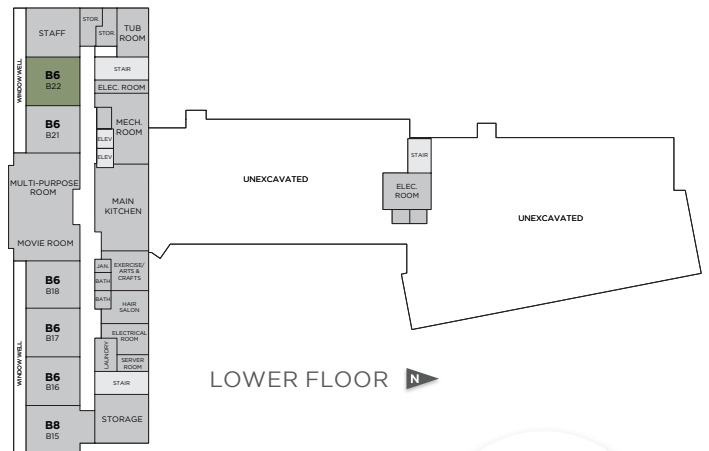 STOR.
STAFF
STOR.
TUB
ROOM
WINDOW WELL
B6
B22
STAIR
ELEC. ROOM
B6
B21
MECH.
ROOM
ELEV
ELEV
MULTI-PURPOSE
ROOM
MAIN
KITCHEN
MOVIE ROOM
UNEXCAVATED
STAIR
ELEC.
ROOM
UNEXCAVATED
WINDOW WELL
B6
B18
JAN.
EXERCISE/
ARTS &
CRAFTS
BATH
BATH
HAIR
SALON
B6
B17
ELECTRICAL
ROOM
LAUNDRY
SERVER
ROOM
B6
B16
STAIR
B8
B15
STORAGE
LOWER FLOOR
N